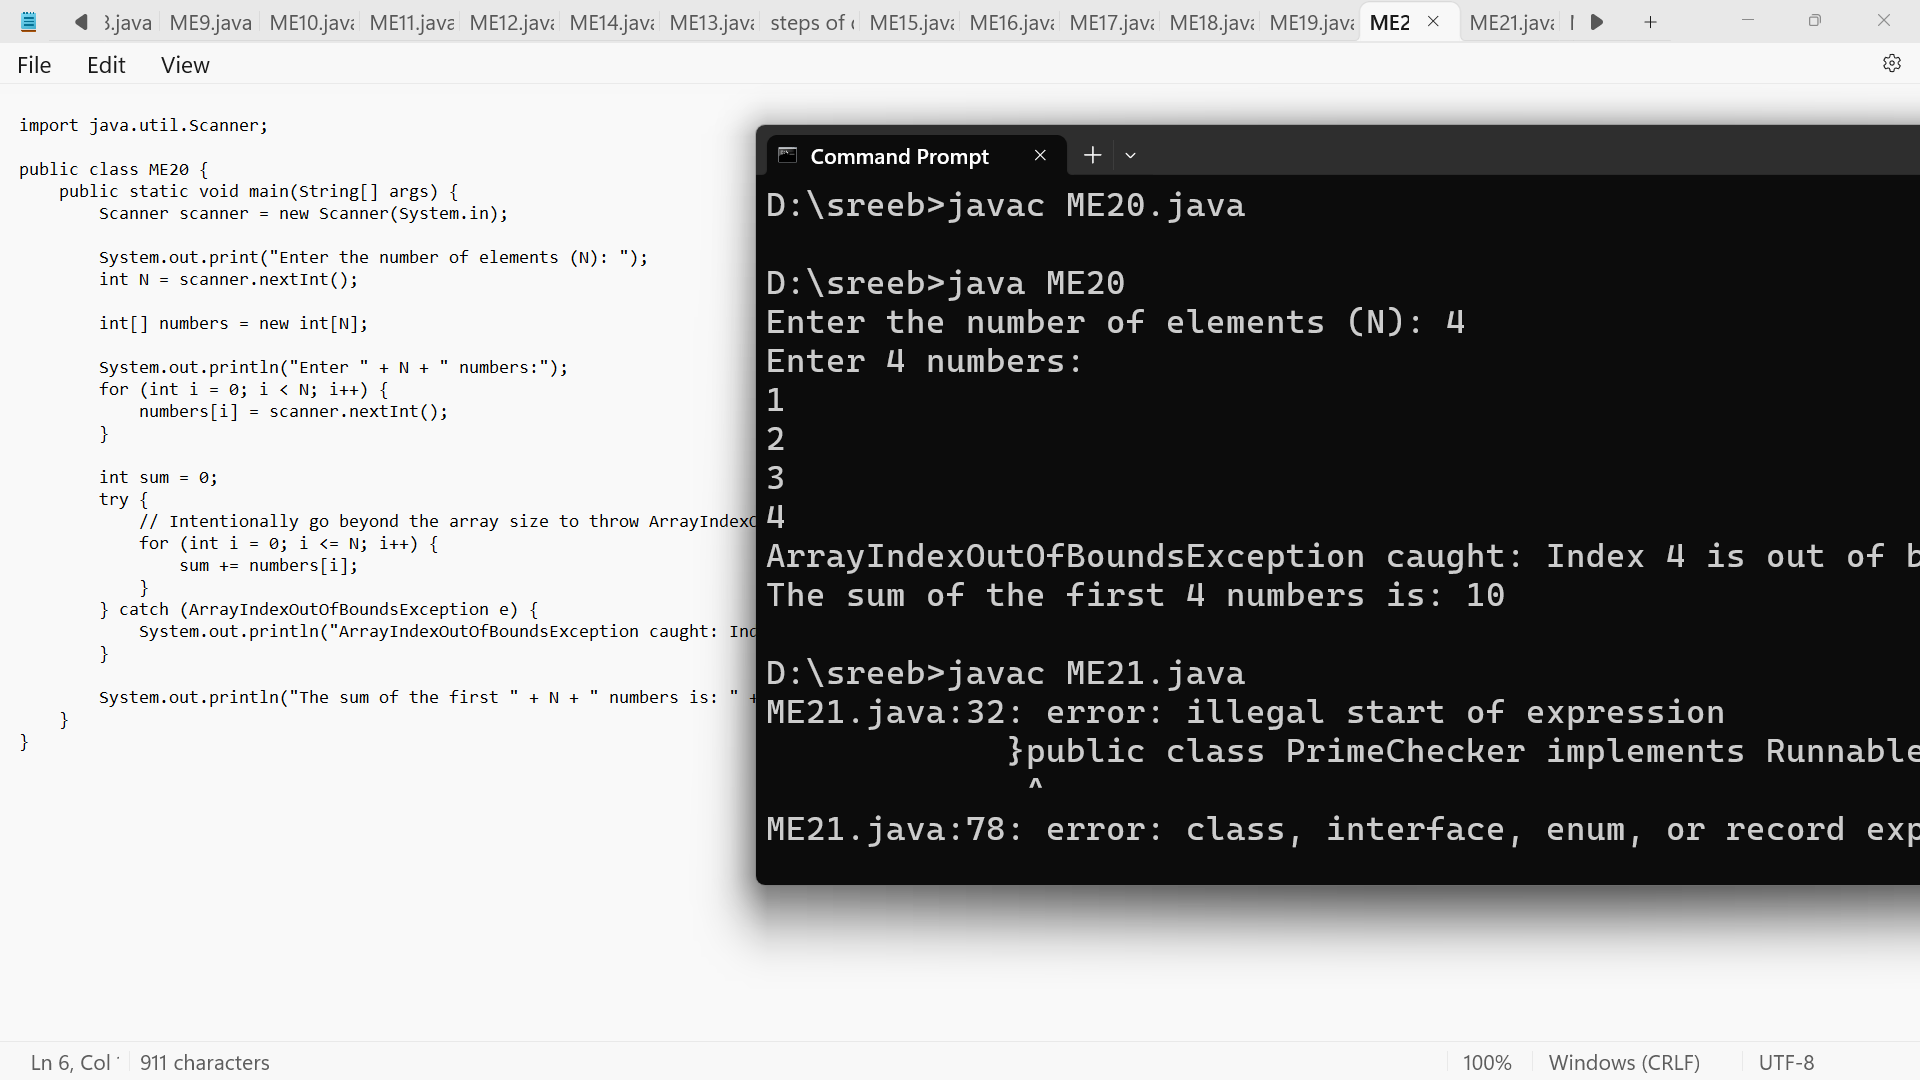 .java ME9.java ME10.java ME11.java ME12.java ME14.java ME13.java steps of ME15.java ME16.java ME17.java ME18.java ME19.java ME2 ME21.java
File Edit View
import java.util.Scanner;
public class ME20 {
public static void main(String[] args) {
Scanner scanner = new Scanner(System.in);
System.out.print("Enter the number of elements (N): ");
int N = scanner.nextInt();
int[] numbers = new int[N];
System.out.println("Enter " + N + " numbers:");
for (int i = 0; i < N; i++) {
numbers[i] = scanner.nextInt();
}
int sum = 0;
try {
// Intentionally go beyond the array size to throw ArrayIndex
for (int i = 0; i <= N; i++) {
sum += numbers[i];
}
} catch (ArrayIndexOutOfBoundsException e) {
System.out.println("ArrayIndexOutOfBoundsException caught: Ind
}
System.out.println("The sum of the first " + N + " numbers is: " +
}
}
Command Prompt
D:\sreeb>javac ME20.java
D:\sreeb>java ME20
Enter the number of elements (N): 4
Enter 4 numbers:
1
2
3
4
ArrayIndexOutOfBoundsException caught: Index 4 is out of b
The sum of the first 4 numbers is: 10
D:\sreeb>javac ME21.java
ME21.java:32: error: illegal start of expression
}public class PrimeChecker implements Runnable
^
ME21.java:78: error: class, interface, enum, or record exp
Ln 6, Col 911 characters 100% Windows (CRLF) UTF-8